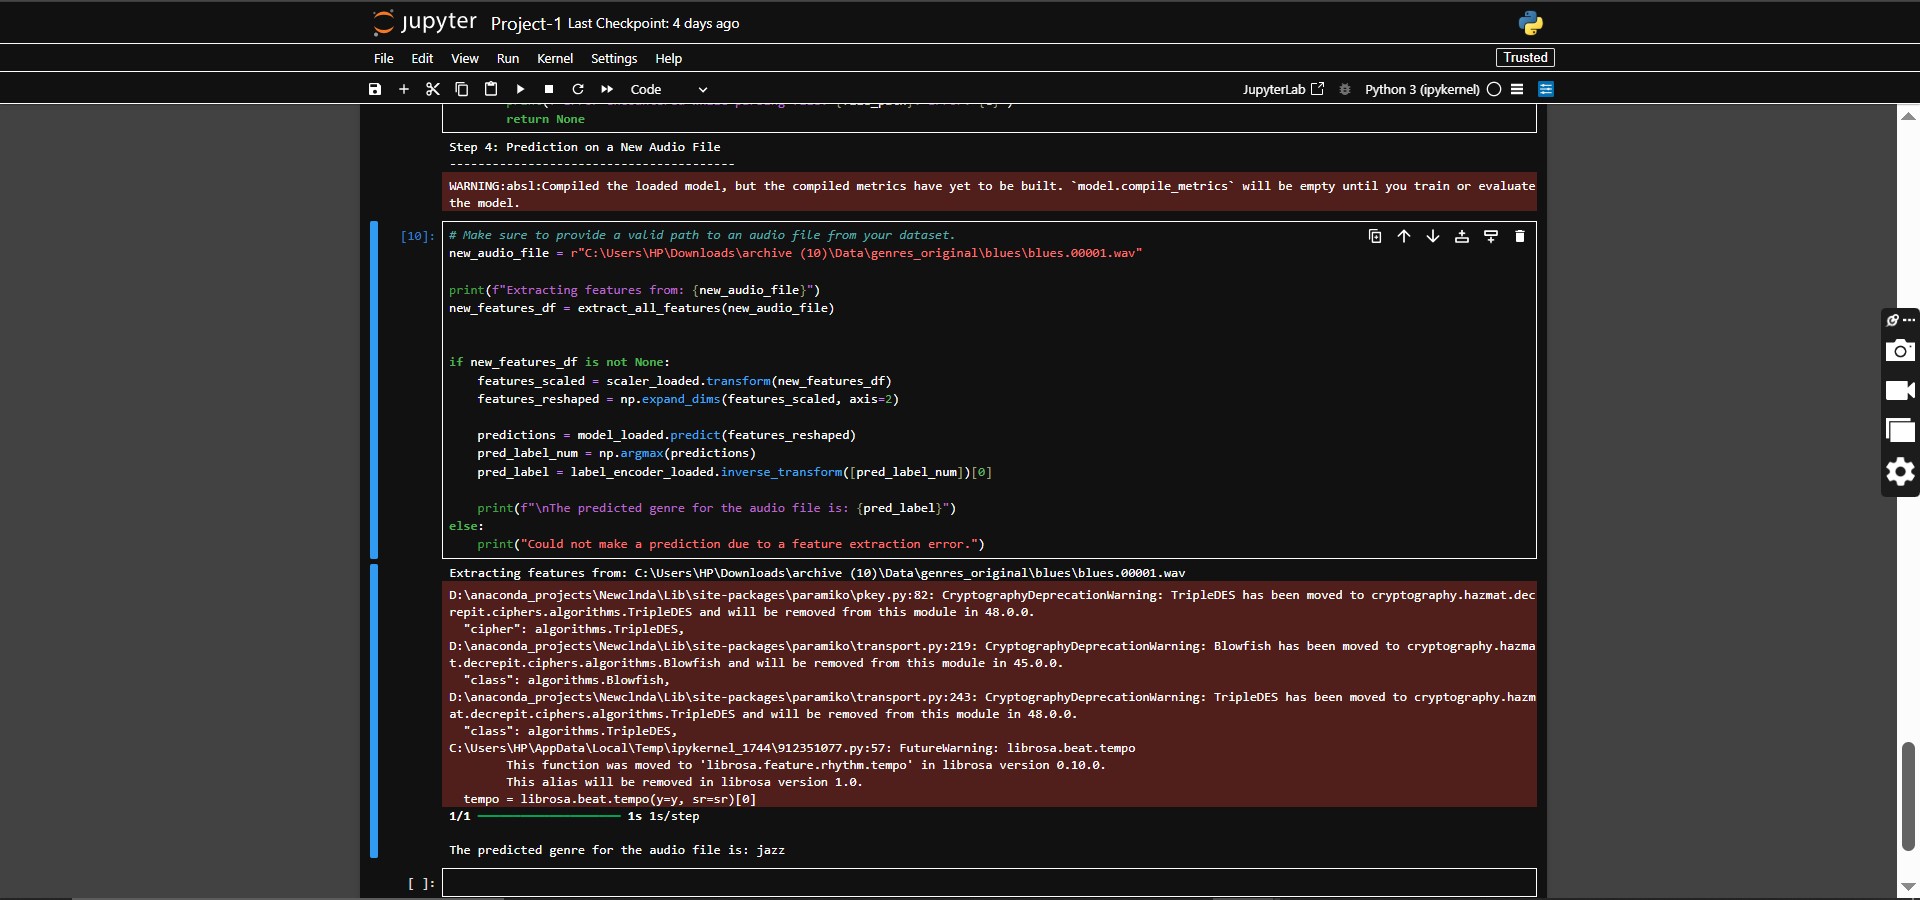 jupyter Project-1 Last Checkpoint: 4 days ago
File Edit View Run Kernel Settings Help
Trusted
Code
JupyterLab
Python 3 (ipykernel)
return None
Step 4: Prediction on a New Audio File
----------------------------------------
WARNING:absl:Compiled the loaded model, but the compiled metrics have yet to be built. `model.compile_metrics` will be empty until you train or evaluate
the model.
[10]:
# Make sure to provide a valid path to an audio file from your dataset.
new_audio_file = r"C:\Users\HP\Downloads\archive (10)\Data\genres_original\blues\blues.00001.wav"
print(f"Extracting features from: {new_audio_file}")
new_features_df = extract_all_features(new_audio_file)
if new_features_df is not None:
    features_scaled = scaler_loaded.transform(new_features_df)
    features_reshaped = np.expand_dims(features_scaled, axis=2)
    predictions = model_loaded.predict(features_reshaped)
    pred_label_num = np.argmax(predictions)
    pred_label = label_encoder_loaded.inverse_transform([pred_label_num])[0]
    print(f"\nThe predicted genre for the audio file is: {pred_label}")
else:
    print("Could not make a prediction due to a feature extraction error.")
Extracting features from: C:\Users\HP\Downloads\archive (10)\Data\genres_original\blues\blues.00001.wav
D:\anaconda_projects\Newclnda\Lib\site-packages\paramiko\pkey.py:82: CryptographyDeprecationWarning: TripleDES has been moved to cryptography.hazmat.dec
repit.ciphers.algorithms.TripleDES and will be removed from this module in 48.0.0.
  "cipher": algorithms.TripleDES,
D:\anaconda_projects\Newclnda\Lib\site-packages\paramiko\transport.py:219: CryptographyDeprecationWarning: Blowfish has been moved to cryptography.hazma
t.decrepit.ciphers.algorithms.Blowfish and will be removed from this module in 45.0.0.
  "class": algorithms.Blowfish,
D:\anaconda_projects\Newclnda\Lib\site-packages\paramiko\transport.py:243: CryptographyDeprecationWarning: TripleDES has been moved to cryptography.hazm
at.decrepit.ciphers.algorithms.TripleDES and will be removed from this module in 48.0.0.
  "class": algorithms.TripleDES,
C:\Users\HP\AppData\Local\Temp\ipykernel_1744\912351077.py:57: FutureWarning: librosa.beat.tempo
        This function was moved to 'librosa.feature.rhythm.tempo' in librosa version 0.10.0.
        This alias will be removed in librosa version 1.0.
  tempo = librosa.beat.tempo(y=y, sr=sr)[0]
1/1 ━━━━━━━━━━━━━━━━━━━━ 1s 1s/step
The predicted genre for the audio file is: jazz
[ ]: